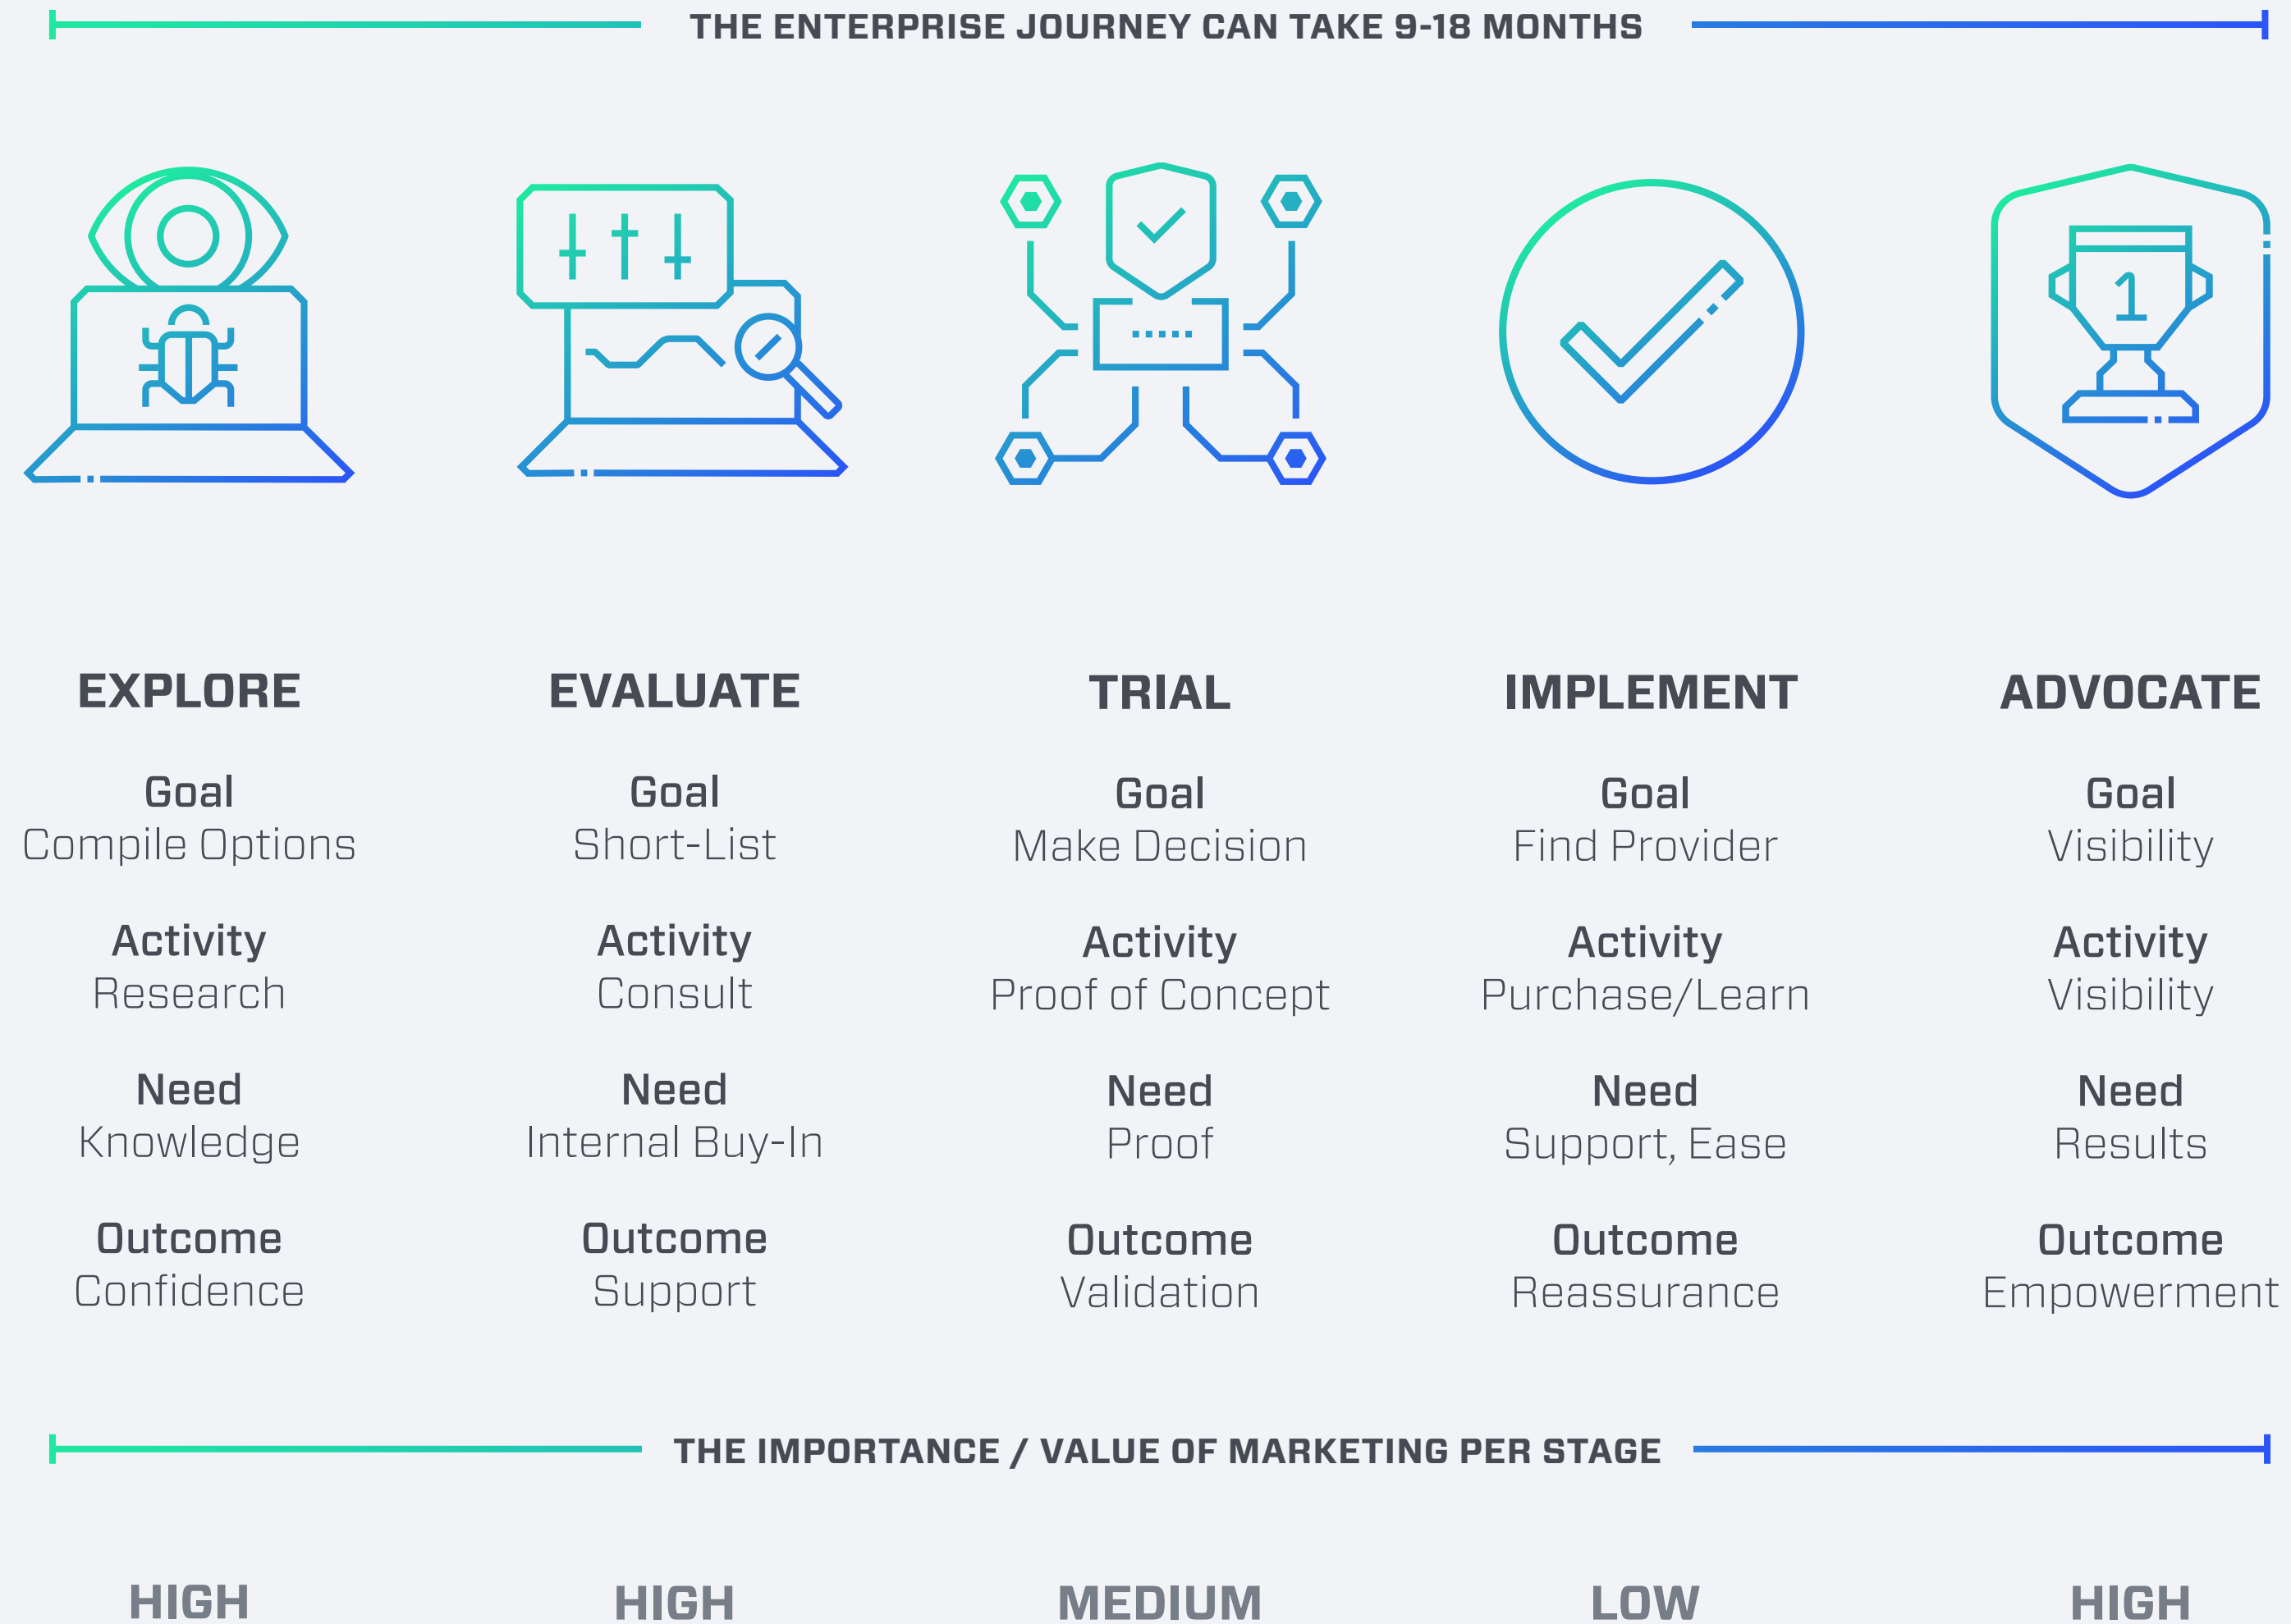 THE ENTERPRISE JOURNEY CAN TAKE 9-18 MONTHS
1
EXPLORE
Goal
Compile Options
Activity
Research
Need
Knowledge
Outcome
Confidence
EVALUATE
Goal
Short-List
Activity
Consult
Need
Internal Buy-In
Outcome
Support
TRIAL
Goal
Make Decision
Activity
Proof of Concept
Need
Proof
Outcome
Validation
IMPLEMENT
Goal
Find Provider
Activity
Purchase/Learn
Need
Support, Ease
Outcome
Reassurance
ADVOCATE
Goal
Visibility
Activity
Visibility
Need
Results
Outcome
Empowerment
THE IMPORTANCE / VALUE OF MARKETING PER STAGE
HIGH
HIGH
MEDIUM
LOW
HIGH